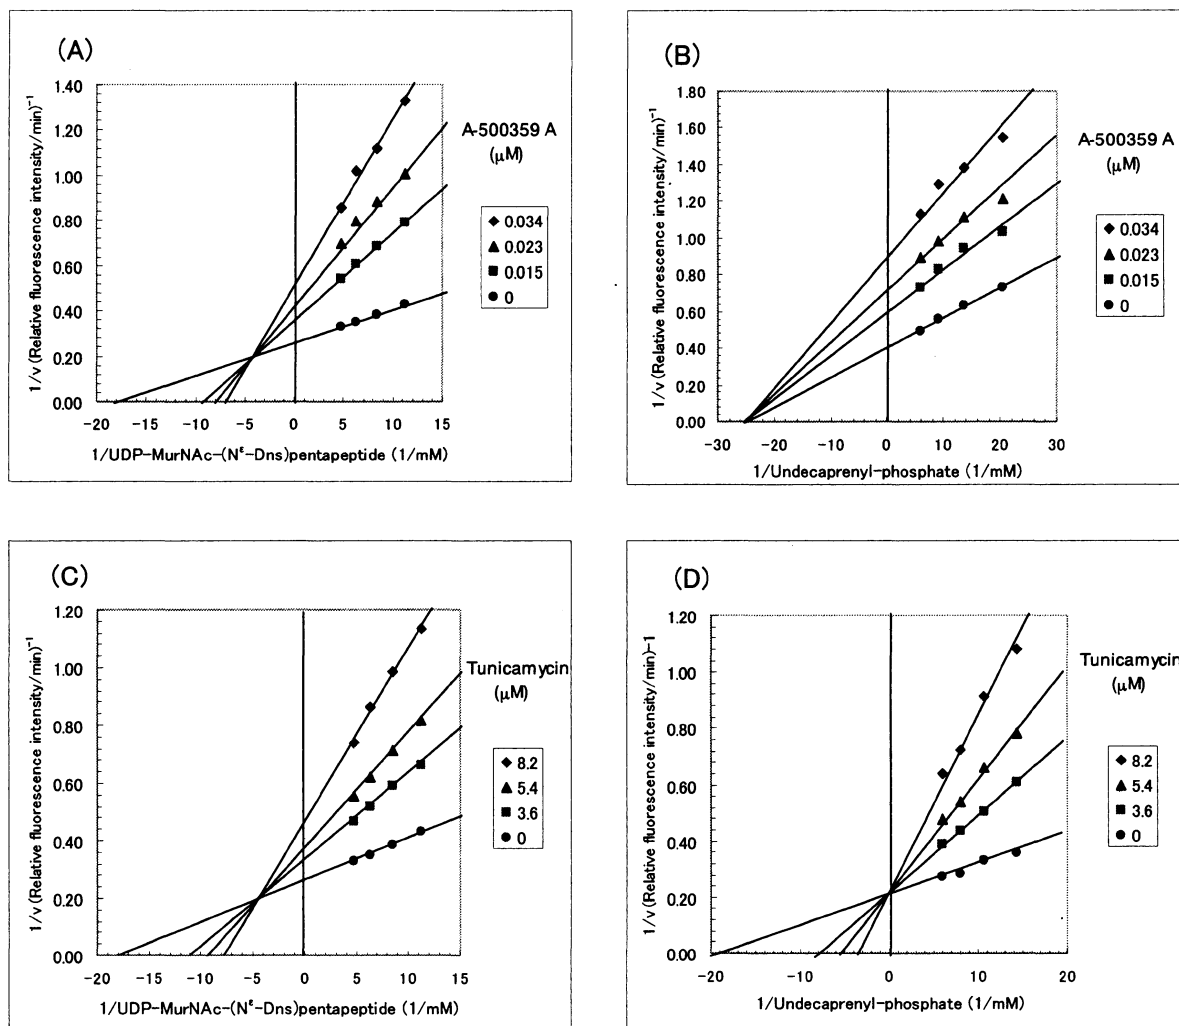 (A)
1.40
1.20
1.00
0.80
0.60
0.40
0.20
0.00
-20 -15 -10 -5 0 5 10 15
1/v (Relative fluorescence intensity/min)⁻¹
1/UDP-MurNAc-(Nᵋ-Dns)pentapeptide (1/mM)
A-500359 A
(μM)
0.034
0.023
0.015
0
(B)
1.80
1.60
1.40
1.20
1.00
0.80
0.60
0.40
0.20
0.00
-30 -20 -10 0 10 20 30
1/v (Relative fluorescence intensity/min)⁻¹
1/Undecaprenyl-phosphate (1/mM)
A-500359 A
(μM)
0.034
0.023
0.015
0
(C)
1.20
1.00
0.80
0.60
0.40
0.20
0.00
-20 -15 -10 -5 0 5 10 15
1/v (Relative fluorescence intensity/min)⁻¹
1/UDP-MurNAc-(Nᵋ-Dns)pentapeptide (1/mM)
Tunicamycin
(μM)
8.2
5.4
3.6
0
(D)
1.20
1.00
0.80
0.60
0.40
0.20
0.00
-20 -10 0 10 20
1/v (Relative fluorescence intensity/min)-1
1/Undecaprenyl-phosphate (1/mM)
Tunicamycin
(μM)
8.2
5.4
3.6
0